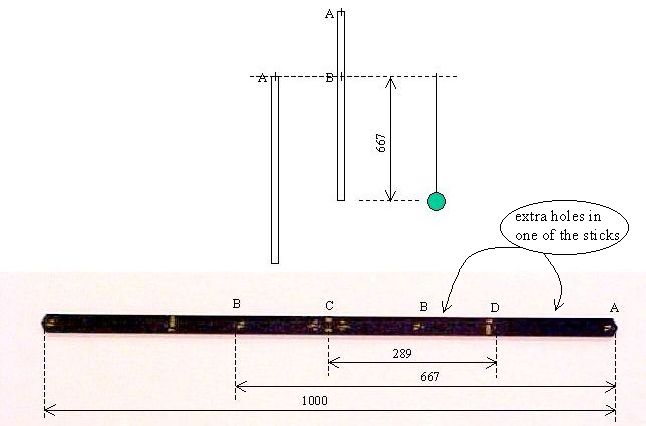 A
A
B
667
extra holes in
one of the sticks
B
C
B
D
A
289
667
1000